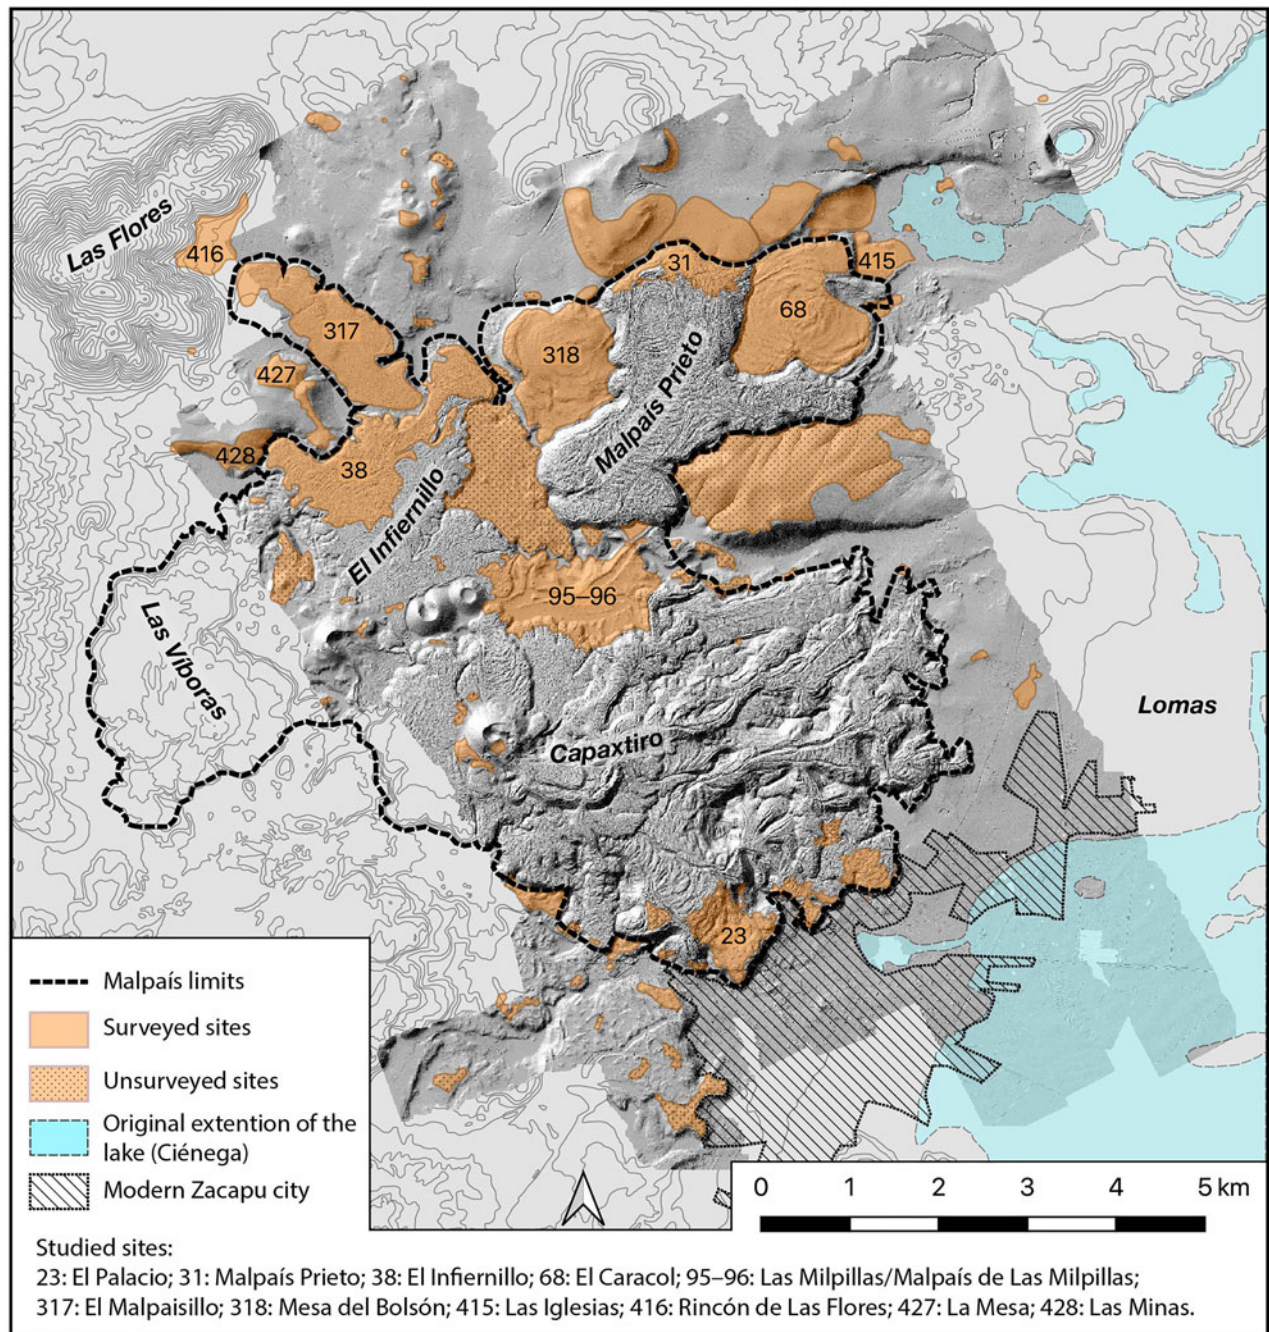 Las Flores
416
31
415
68
317
318
427
Malpaís Prieto
428
38
El Infiernillo
95–96
Las Víboras
Lomas
Capaxtiro
23
Malpaís limits
Surveyed sites
Unsurveyed sites
Original extention of the
lake (Ciénega)
Modern Zacapu city
0 1 2 3 4 5 km
Studied sites:
23: El Palacio; 31: Malpaís Prieto; 38: El Infiernillo; 68: El Caracol; 95–96: Las Milpillas/Malpaís de Las Milpillas;
317: El Malpaisillo; 318: Mesa del Bolsón; 415: Las Iglesias; 416: Rincón de Las Flores; 427: La Mesa; 428: Las Minas.